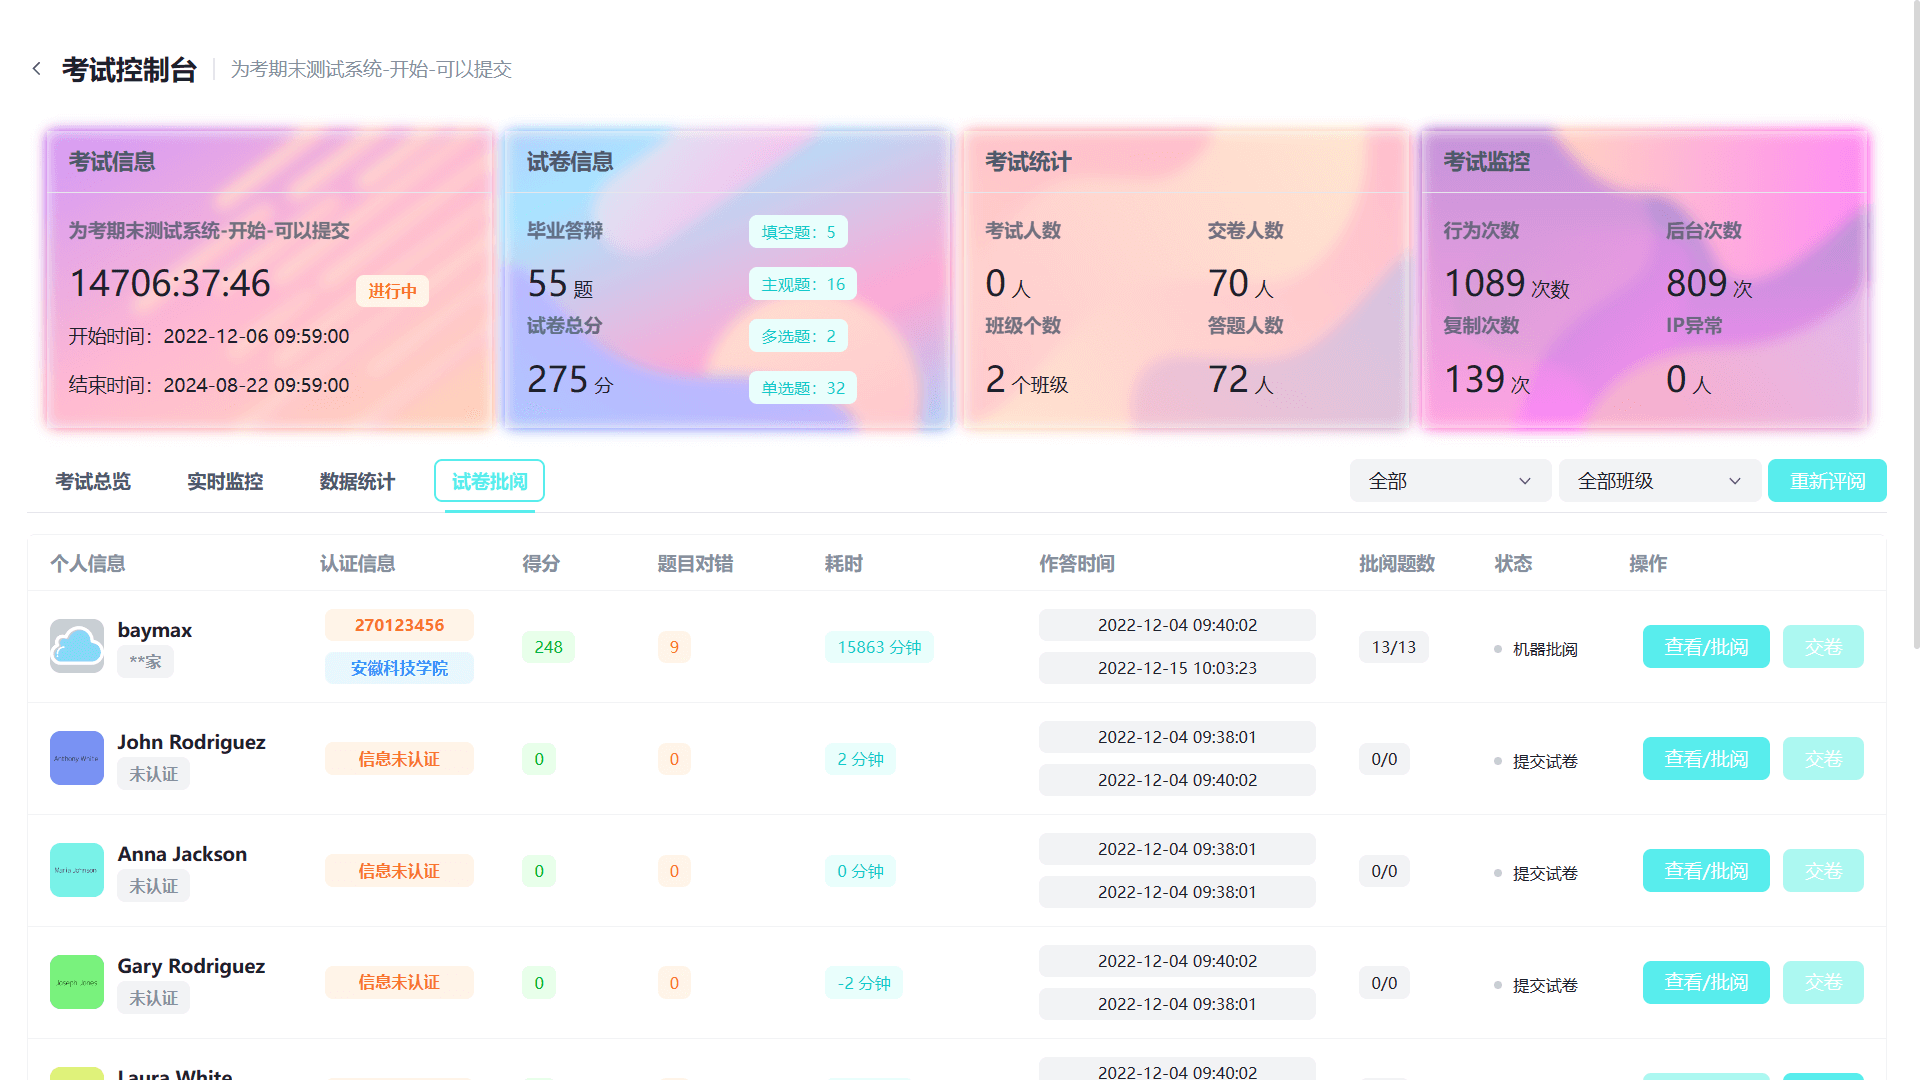 考试控制台
为考期末测试系统-开始-可以提交
考试信息
为考期末测试系统-开始-可以提交
14706:37:46
进行中
开始时间：2022-12-06 09:59:00
结束时间：2024-08-22 09:59:00
试卷信息
毕业答辩
55 题
试卷总分
275 分
填空题：5
主观题：16
多选题：2
单选题：32
考试统计
考试人数
交卷人数
0 人
70 人
班级个数
答题人数
2 个班级
72 人
考试监控
行为次数
后台次数
1089 次数
809 次
复制次数
IP异常
139 次
0 人
考试总览
实时监控
数据统计
试卷批阅
全部
全部班级
重新评阅
个人信息
认证信息
得分
题目对错
耗时
作答时间
批阅题数
状态
操作
baymax
**家
270123456
安徽科技学院
248
9
15863 分钟
2022-12-04 09:40:02
2022-12-15 10:03:23
13/13
机器批阅
查看/批阅
交卷
Anthony White
John Rodriguez
未认证
信息未认证
0
0
2 分钟
2022-12-04 09:38:01
2022-12-04 09:40:02
0/0
提交试卷
查看/批阅
交卷
Maria Johnson
Anna Jackson
未认证
信息未认证
0
0
0 分钟
2022-12-04 09:38:01
2022-12-04 09:38:01
0/0
提交试卷
查看/批阅
交卷
Joseph Jones
Gary Rodriguez
未认证
信息未认证
0
0
-2 分钟
2022-12-04 09:40:02
2022-12-04 09:38:01
0/0
提交试卷
查看/批阅
交卷
Laura White
2022-12-04 09:40:02